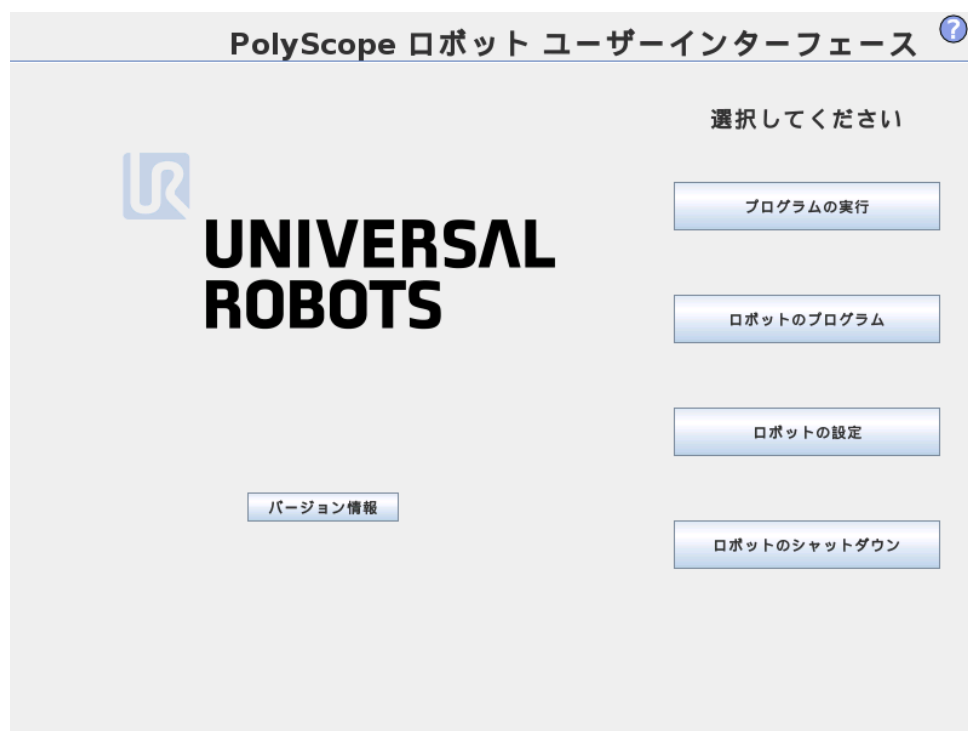 PolyScope ロボット ユーザーインターフェース
?
選択してください
UR
UNIVERSAL
ROBOTS
プログラムの実行
ロボットのプログラム
ロボットの設定
バージョン情報
ロボットのシャットダウン